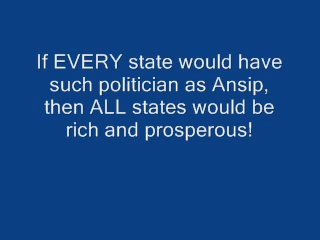 If EVERY state would have
such politician as Ansip,
then ALL states would be
rich and prosperous!